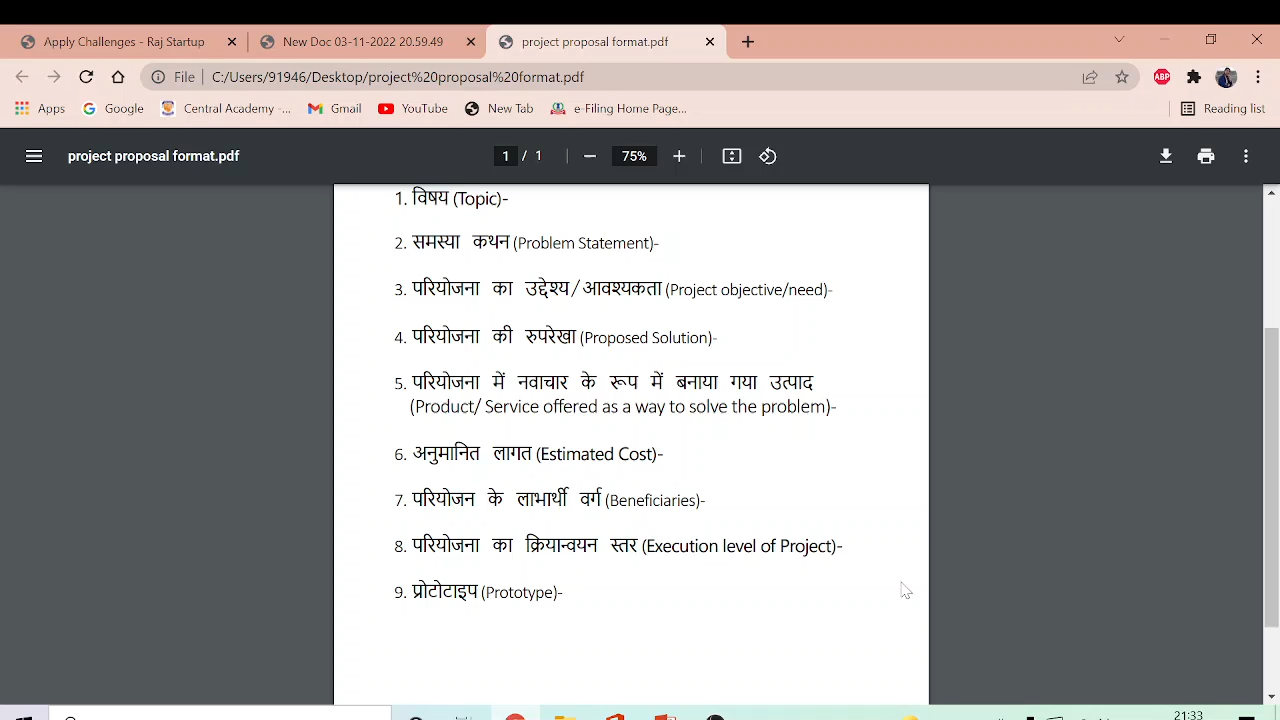 Apply Challenges - Raj Startup
New Doc 03-11-2022 20.59.49
project proposal format.pdf
File
C:/Users/91946/Desktop/project%20proposal%20format.pdf
ABP
Apps
Google
Central Academy -...
Gmail
YouTube
New Tab
e-Filing Home Page...
Reading list
project proposal format.pdf
1 / 1
75%
1. विषय (Topic)-
2. समस्या कथन (Problem Statement)-
3. परियोजना का उद्देश्य/आवश्यकता (Project objective/need)-
4. परियोजना की रुपरेखा (Proposed Solution)-
5. परियोजना में नवाचार के रूप में बनाया गया उत्पाद
(Product/ Service offered as a way to solve the problem)-
6. अनुमानित लागत (Estimated Cost)-
7. परियोजन के लाभार्थी वर्ग (Beneficiaries)-
8. परियोजना का क्रियान्वयन स्तर (Execution level of Project)-
9. प्रोटोटाइप (Prototype)-
21:33